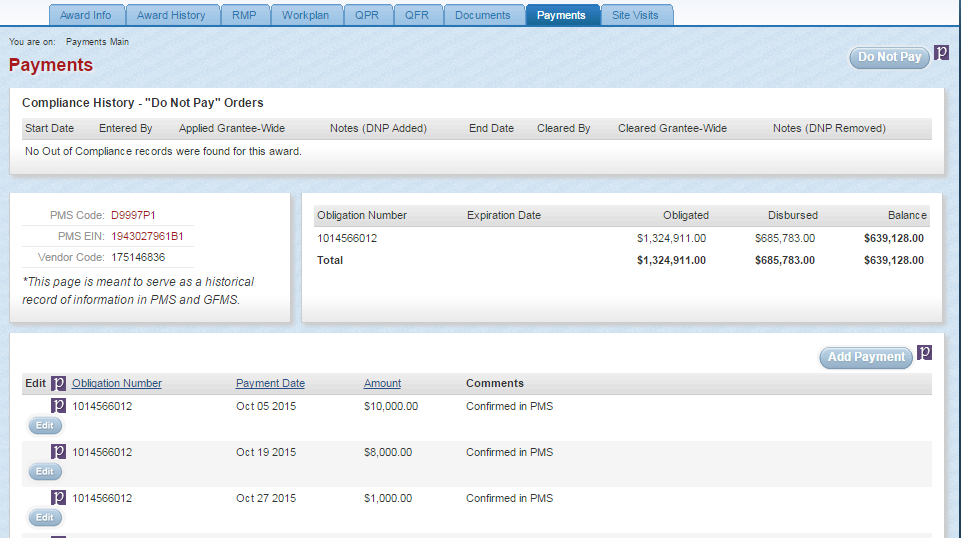 Award Info Award History RMP Workplan QPR QFR Documents Payments Site Visits
You are on: Payments Main
Payments
Do Not Pay p
Compliance History - "Do Not Pay" Orders
Start Date Entered By Applied Grantee-Wide Notes (DNP Added) End Date Cleared By Cleared Grantee-Wide Notes (DNP Removed)
No Out of Compliance records were found for this award.
PMS Code: D9997P1
PMS EIN: 1943027961B1
Vendor Code: 175146836
*This page is meant to serve as a historical
record of information in PMS and GFMS.
Obligation Number Expiration Date Obligated Disbursed Balance
1014566012 $1,324,911.00 $685,783.00 $639,128.00
Total $1,324,911.00 $685,783.00 $639,128.00
Add Payment p
Edit p Obligation Number Payment Date Amount Comments
p 1014566012 Oct 05 2015 $10,000.00 Confirmed in PMS
Edit
p 1014566012 Oct 19 2015 $8,000.00 Confirmed in PMS
Edit
p 1014566012 Oct 27 2015 $1,000.00 Confirmed in PMS
Edit